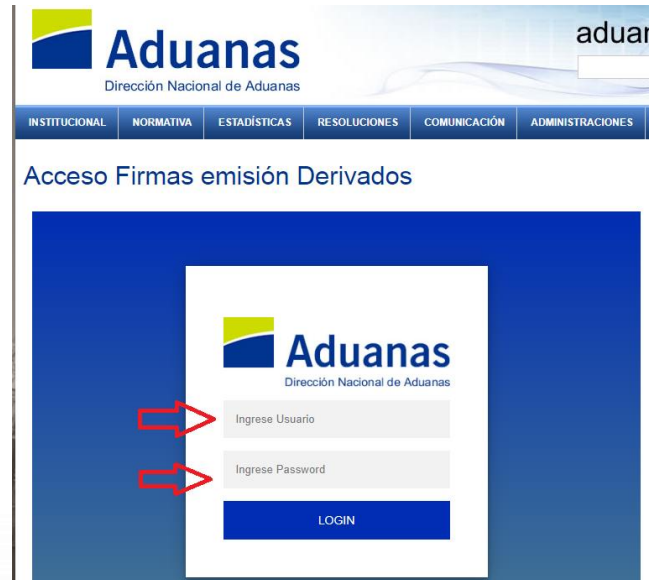 Aduanas
Dirección Nacional de Aduanas
aduan
INSTITUCIONAL NORMATIVA ESTADÍSTICAS RESOLUCIONES COMUNICACIÓN ADMINISTRACIONES
Acceso Firmas emisión Derivados
Aduanas
Dirección Nacional de Aduanas
Ingrese Usuario
Ingrese Password
LOGIN